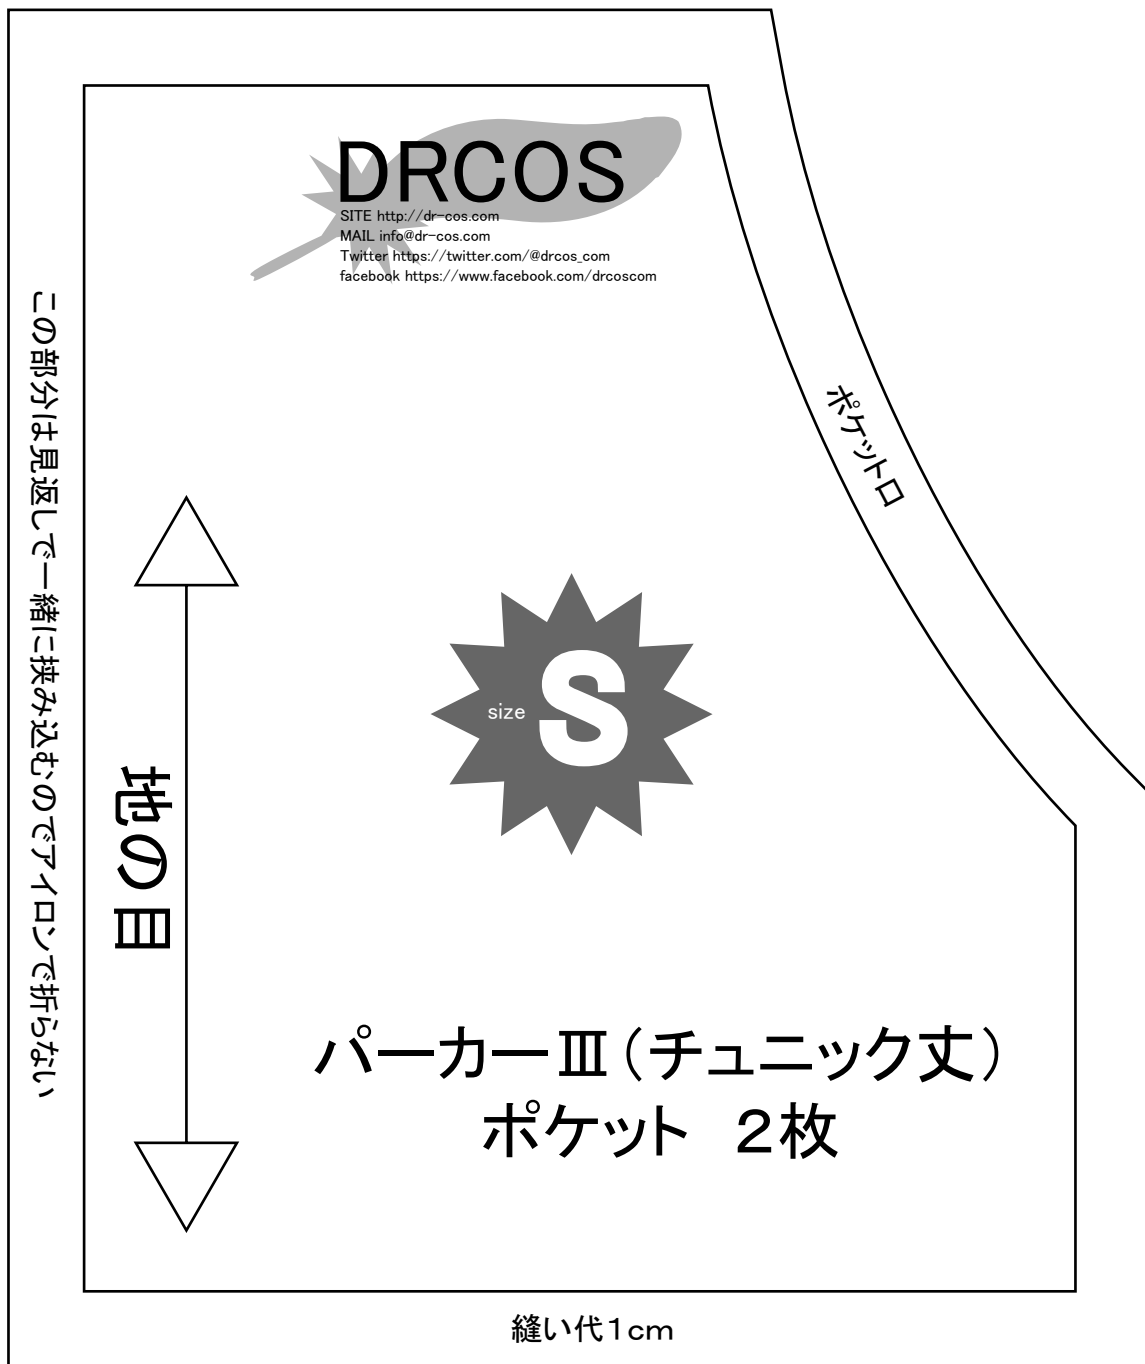 DRCOS
SITE http://dr-cos.com
MAIL info@dr-cos.com
Twitter https://twitter.com/@drcos_com
facebook https://www.facebook.com/drcoscom
この部分は見返しで一緒に挟み込むのでアイロンで折らない
ポケット口
size S
地の目
パーカーⅢ（チュニック丈）
ポケット　２枚
縫い代１cm